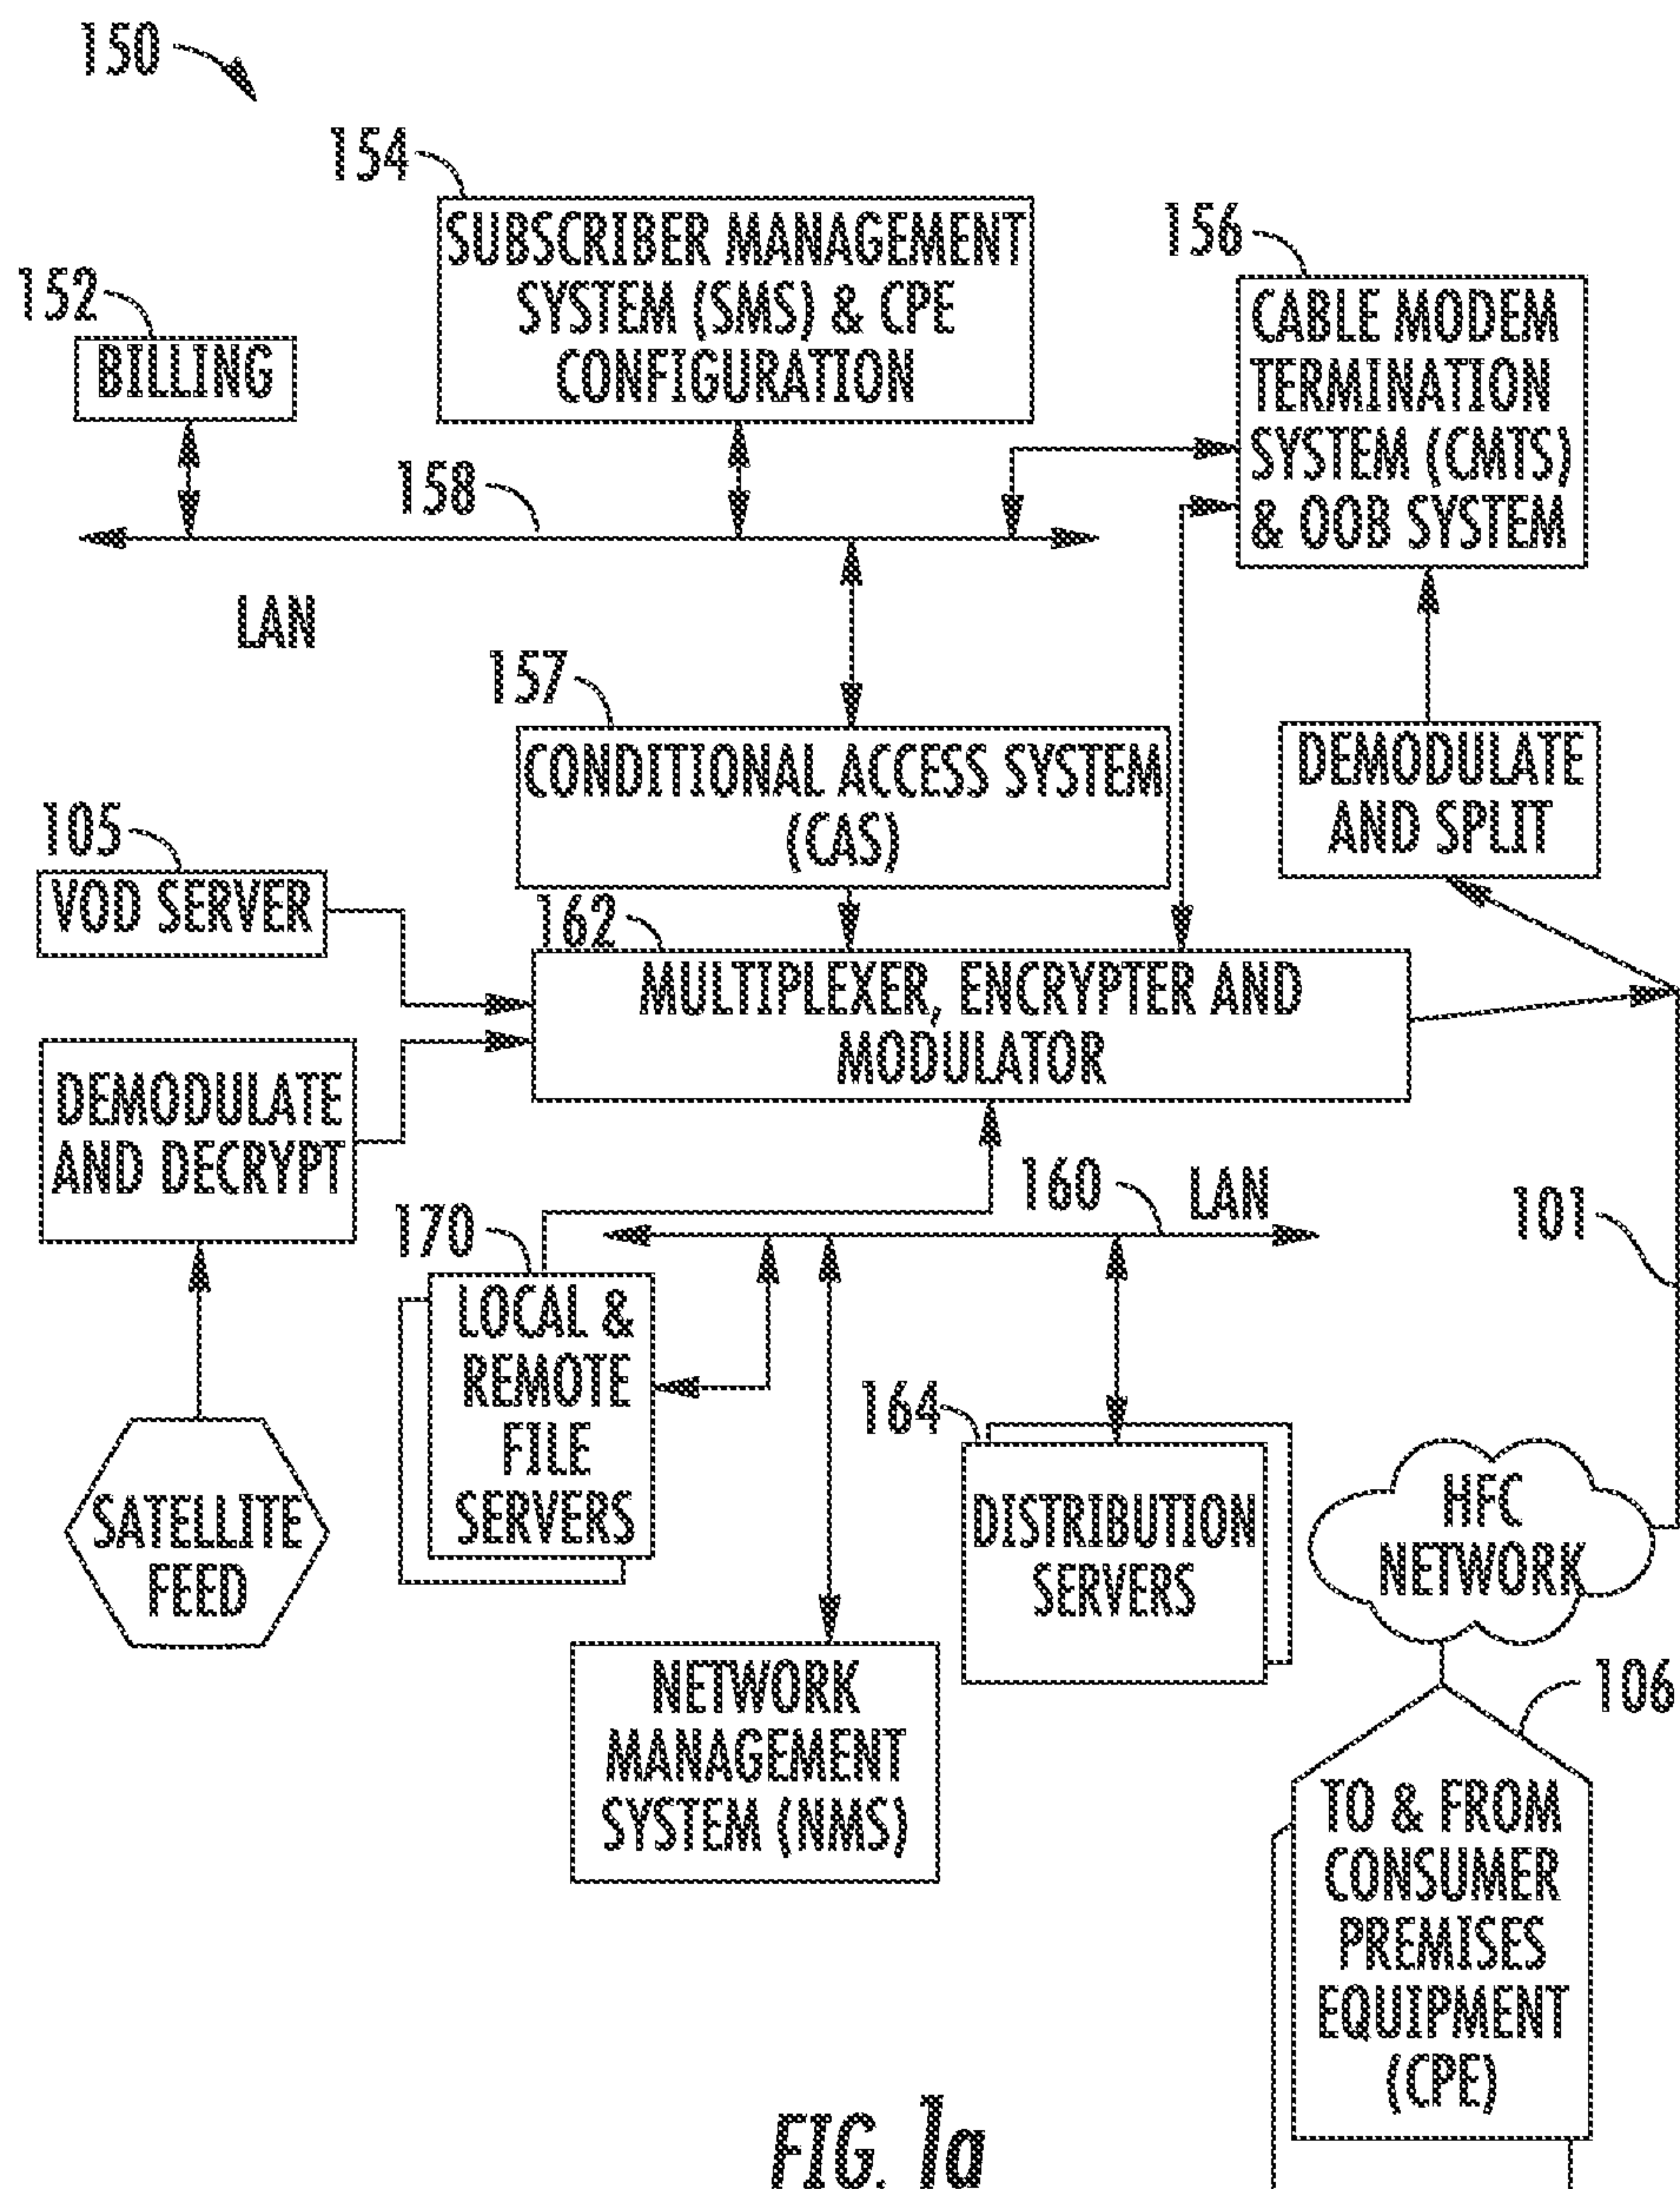 150
154
SUBSCRIBER MANAGEMENT
SYSTEM (SMS) & CPE
CONFIGURATION
156
CABLE MODEM
TERMINATION
SYSTEM (CMTS)
& OOB SYSTEM
152
BILLING
158
LAN
157
CONDITIONAL ACCESS SYSTEM
(CAS)
DEMODULATE
AND SPLIT
105
VOD SERVER
162
MULTIPLEXER, ENCRYPTER AND
MODULATOR
DEMODULATE
AND DECRYPT
160
LAN
101
170
LOCAL &
REMOTE
FILE
SERVERS
164
DISTRIBUTION
SERVERS
HFC
NETWORK
SATELLITE
FEED
NETWORK
MANAGEMENT
SYSTEM (NMS)
106
TO & FROM
CONSUMER
PREMISES
EQUIPMENT
(CPE)
FIG. 1a